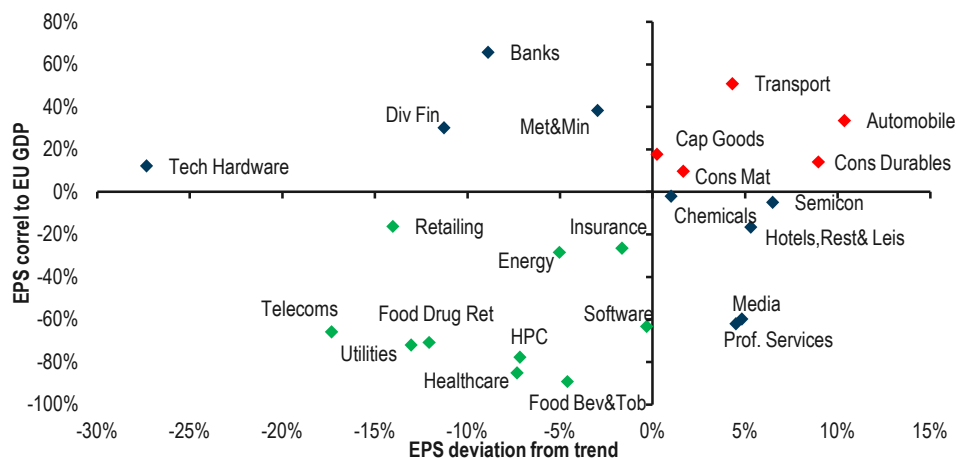 80%
60%
40%
20%
0%
-20%
-40%
-60%
-80%
-100%
EPS correl to EU GDP
Banks
Transport
Div Fin
Met&Min
Automobile
Cap Goods
Tech Hardware
Cons Durables
Cons Mat
Chemicals
Semicon
Retailing
Insurance
Hotels,Rest& Leis
Energy
Telecoms
Food Drug Ret
Software
Media
Utilities
HPC
Prof. Services
Healthcare
Food Bev&Tob
-30% -25% -20% -15% -10% -5% 0% 5% 10% 15%
EPS deviation from trend